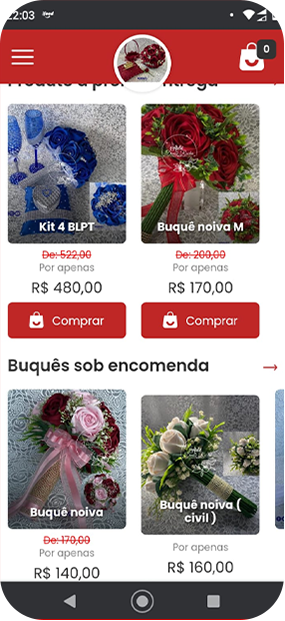 22:03
0
Produto a pronta entrega
Kit 4 BLPT
Buquê noiva M
De: 522,00
De: 200,00
Por apenas
Por apenas
R$ 480,00
R$ 170,00
Comprar
Comprar
Buquês sob encomenda
Buquê noiva
Buquê noiva (
civil )
De: 170,00
Por apenas
Por apenas
R$ 140,00
R$ 160,00